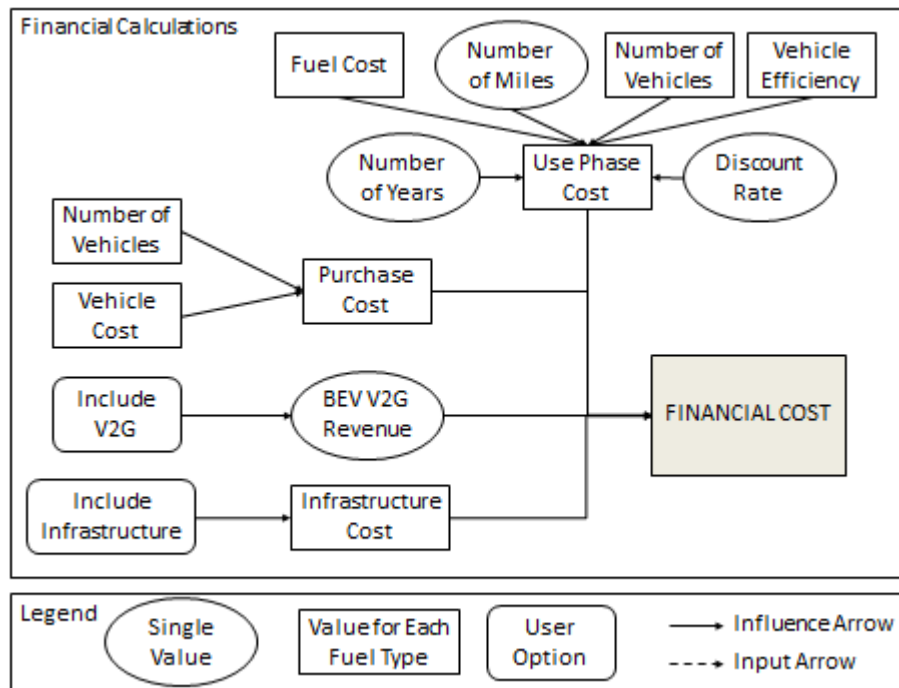 Financial Calculations
Fuel Cost
Number
of Miles
Number of
Vehicles
Vehicle
Efficiency
Number
of Years
Use Phase
Cost
Discount
Rate
Number of
Vehicles
Vehicle
Cost
Purchase
Cost
Include
V2G
BEV V2G
Revenue
FINANCIAL COST
Include
Infrastructure
Infrastructure
Cost
Legend
Single
Value
Value for Each
Fuel Type
User
Option
Influence Arrow
Input Arrow